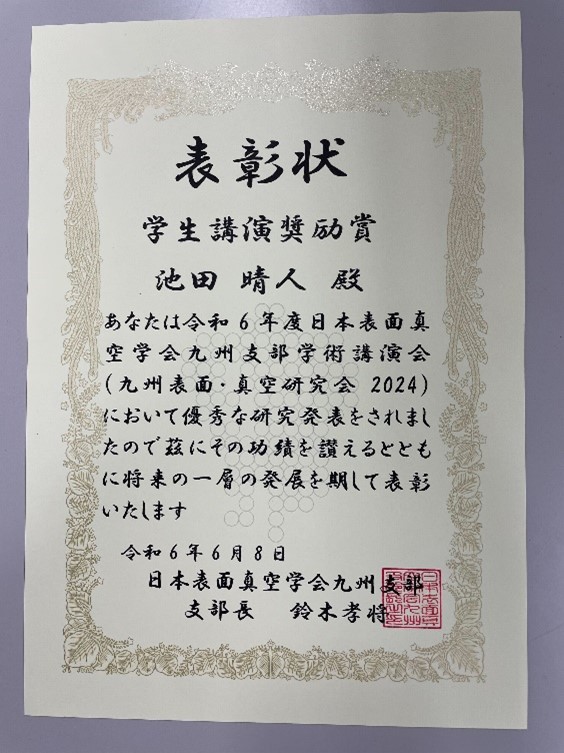 表彰状
学生講演奨励賞
池田 晴人 殿
あなたは令和6年度日本表面真
空学会九州支部学術講演会
(九州表面・真空研究会 2024)
において優秀な研究発表をされまし
たので茲にその功績を讃えるととも
に将来の一層の発展を期して表彰
いたします
令和6年6月8日
日本表面真空学会九州支部
支部長 鈴木孝将